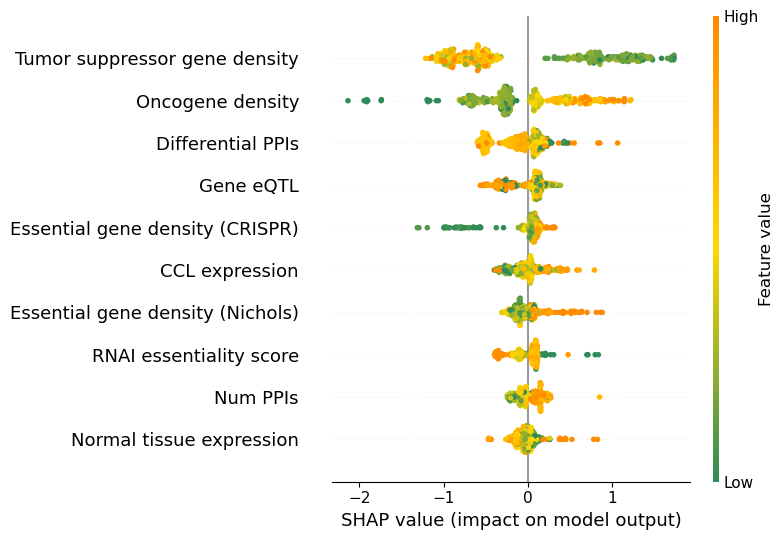 High
Tumor suppressor gene density
Oncogene density
Differential PPIs
Gene eQTL
Essential gene density (CRISPR)
CCL expression
Essential gene density (Nichols)
RNAI essentiality score
Num PPIs
Normal tissue expression
Feature value
Low
−2 −1 0 1
SHAP value (impact on model output)